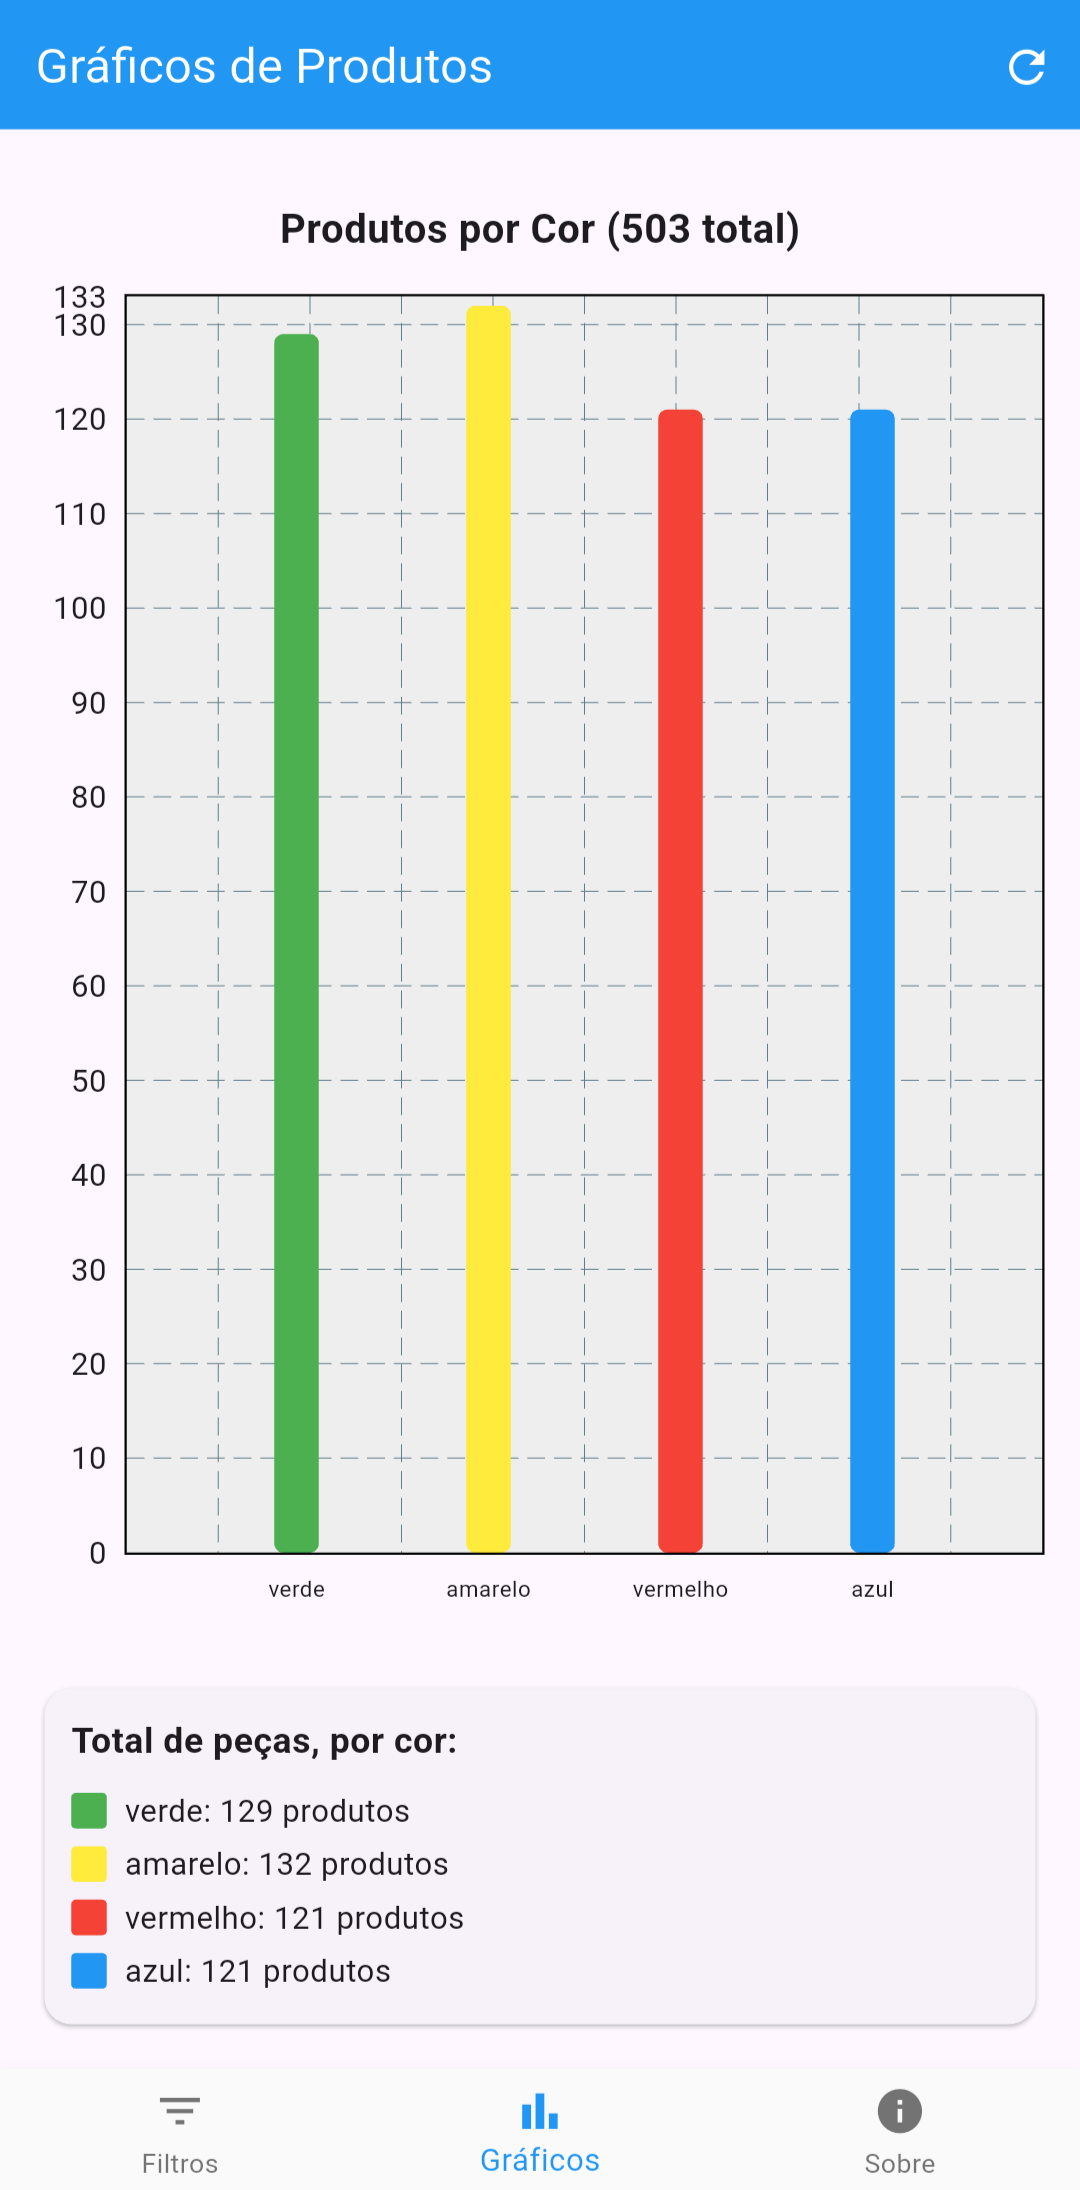 Gráficos de Produtos
Produtos por Cor (503 total)
133
130
120
110
100
90
80
70
60
50
40
30
20
10
0
verde amarelo vermelho azul
Total de peças, por cor:
verde: 129 produtos
amarelo: 132 produtos
vermelho: 121 produtos
azul: 121 produtos
Filtros Gráficos Sobre